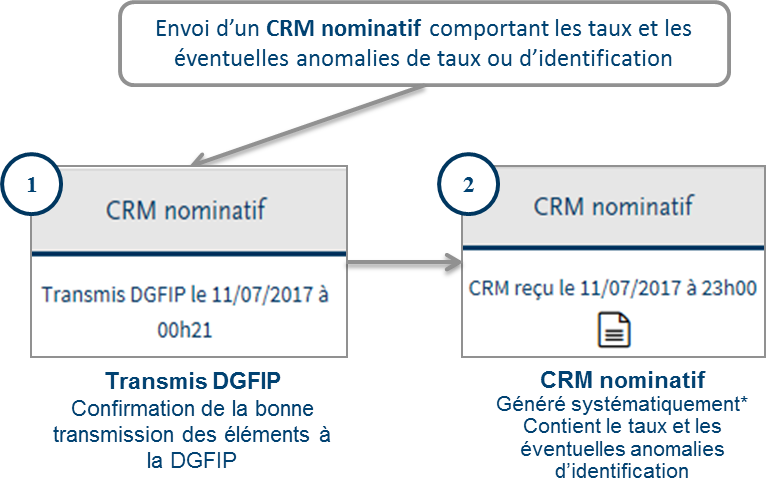 Envoi d’un CRM nominatif comportant les taux et les
éventuelles anomalies de taux ou d’identification
1
CRM nominatif
Transmis DGFIP le 11/07/2017 à
00h21
Transmis DGFIP
Confirmation de la bonne
transmission des éléments à
la DGFIP
2
CRM nominatif
CRM reçu le 11/07/2017 à 23h00
CRM nominatif
Généré systématiquement*
Contient le taux et les
éventuelles anomalies
d’identification